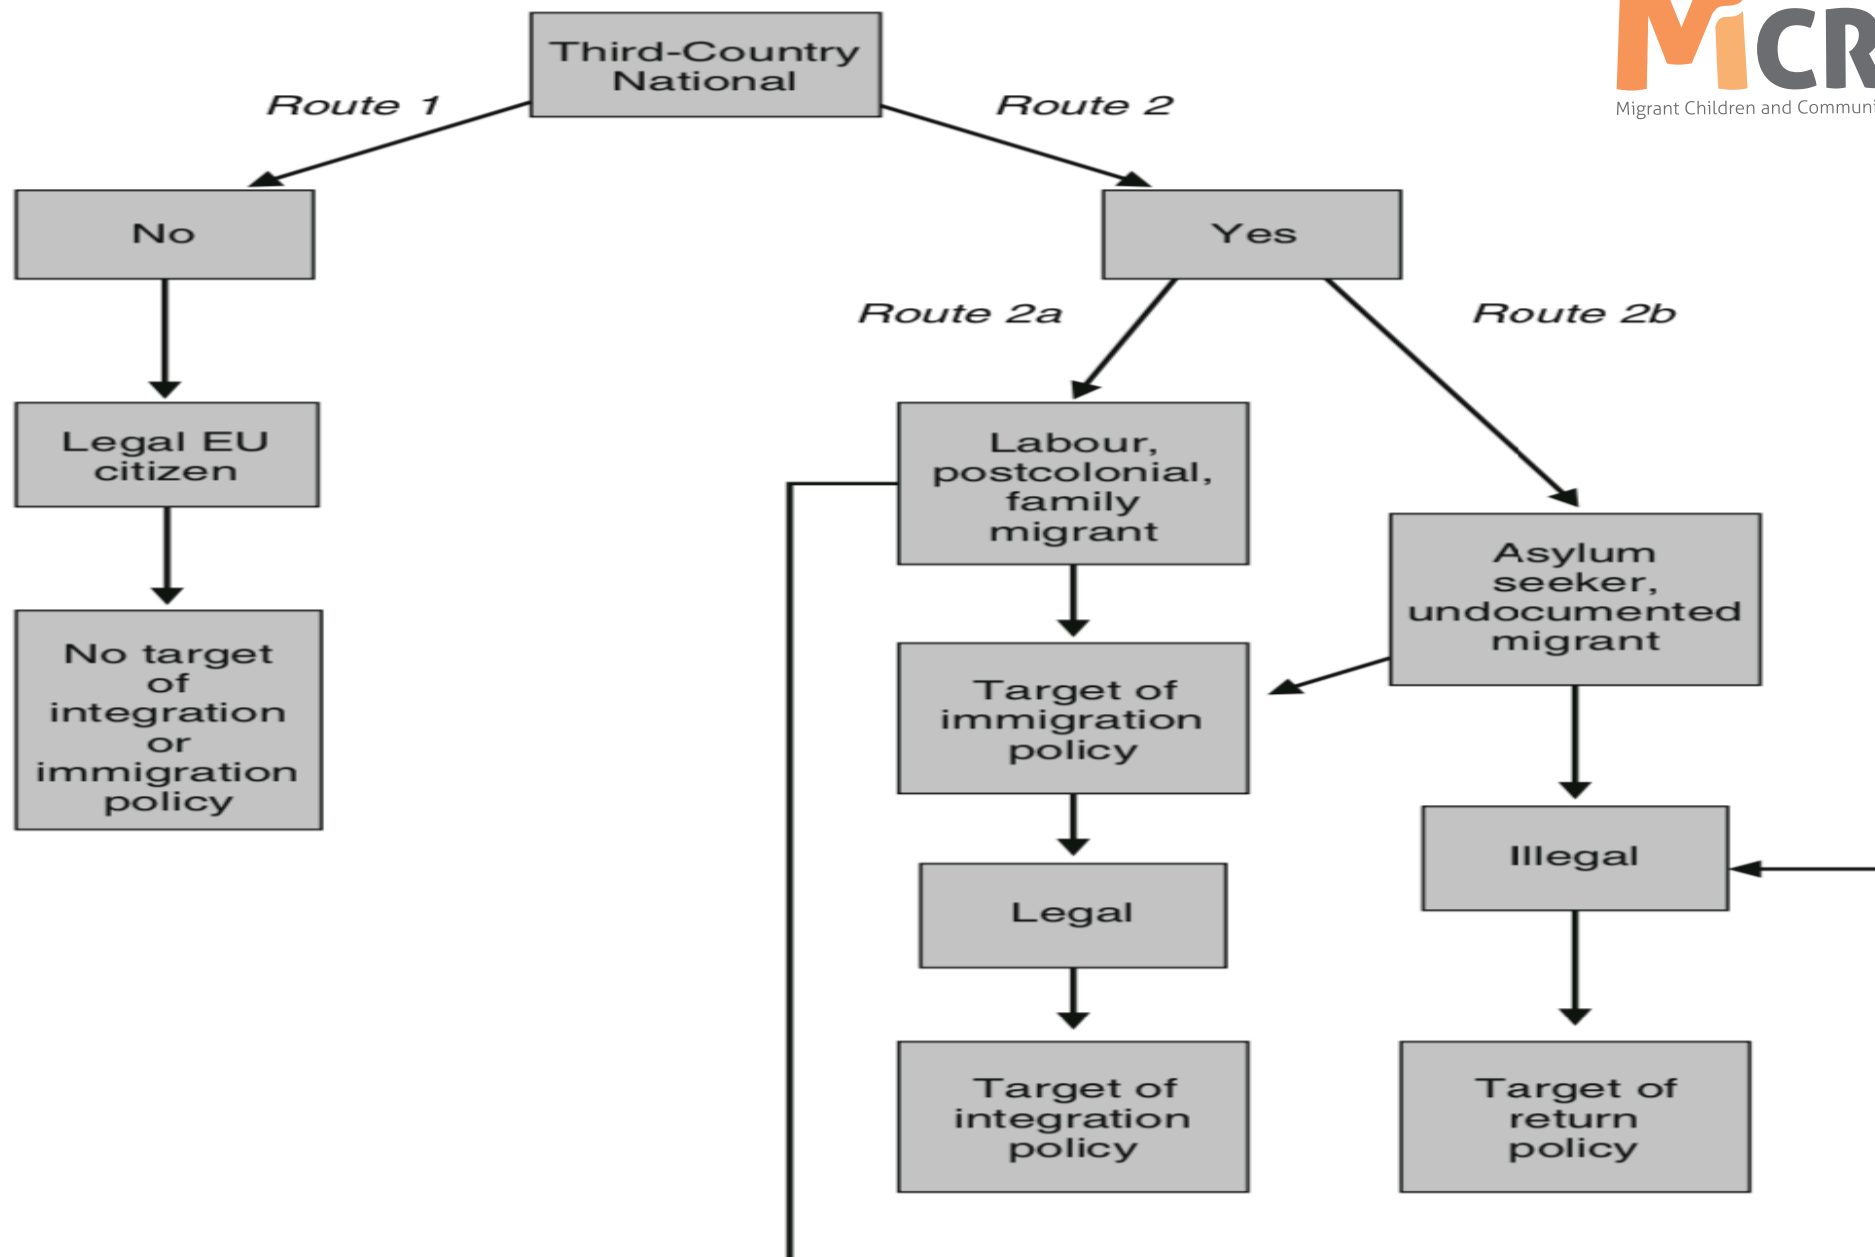 Third-Country
National
MiCR
Migrant Children and Communi
Route 1
Route 2
No
Yes
Route 2a
Route 2b
Legal EU
citizen
Labour,
postcolonial,
family
migrant
Asylum
seeker,
undocumented
migrant
No target
of
integration
or
immigration
policy
Target of
immigration
policy
Illegal
Legal
Target of
integration
policy
Target of
return
policy